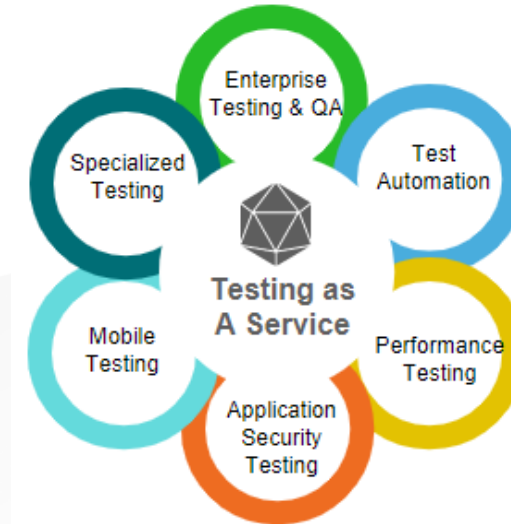 Enterprise
Testing & QA
Test
Automation
Performance
Testing
Application
Security
Testing
Mobile
Testing
Specialized
Testing
Testing as
A Service